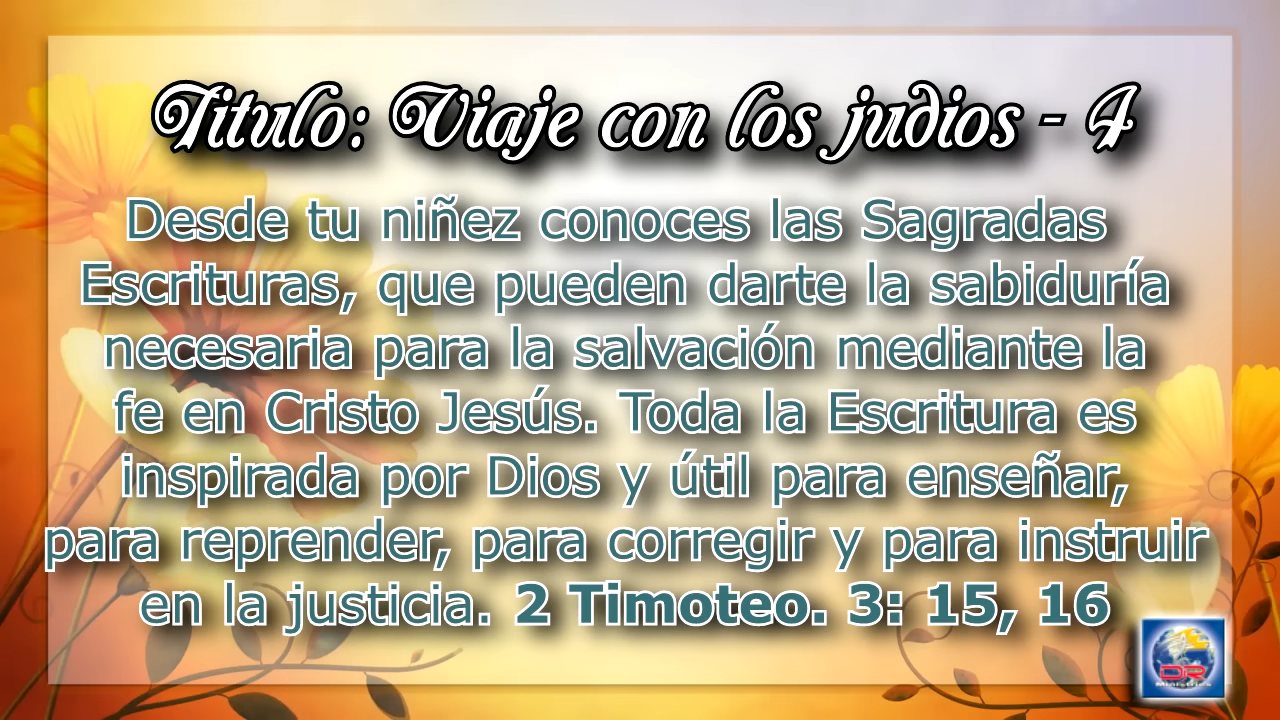 Titulo: Viaje con los judios - 4
Desde tu niñez conoces las Sagradas
Escrituras, que pueden darte la sabiduría
necesaria para la salvación mediante la
fe en Cristo Jesús. Toda la Escritura es
inspirada por Dios y útil para enseñar,
para reprender, para corregir y para instruir
en la justicia. 2 Timoteo. 3: 15, 16
DR
Ministries